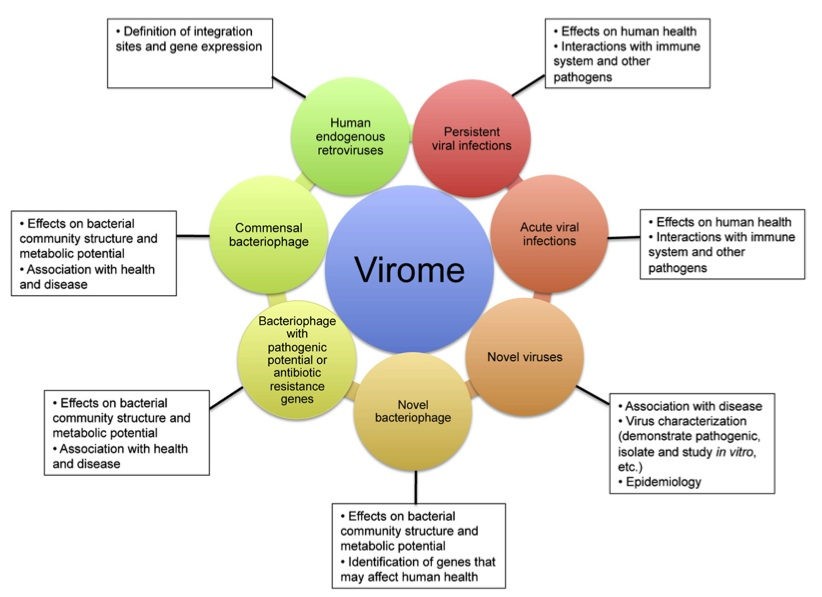 • Definition of integration
sites and gene expression
• Effects on human health
• Interactions with immune
system and other
pathogens
Human
endogenous
retroviruses
Persistent
viral infections
• Effects on bacterial
community structure and
metabolic potential
• Association with health
and disease
Commensal
bacteriophage
Virome
Acute viral
infections
• Effects on human health
• Interactions with immune
system and other
pathogens
Bacteriophage
with
pathogenic
potential or
antibiotic
resistance
genes
Novel viruses
• Effects on bacterial
community structure and
metabolic potential
• Association with health
and disease
Novel
bacteriophage
• Association with disease
• Virus characterization
(demonstrate pathogenic,
isolate and study in vitro,
etc.)
• Epidemiology
• Effects on bacterial
community structure and
metabolic potential
• Identification of genes that
may affect human health